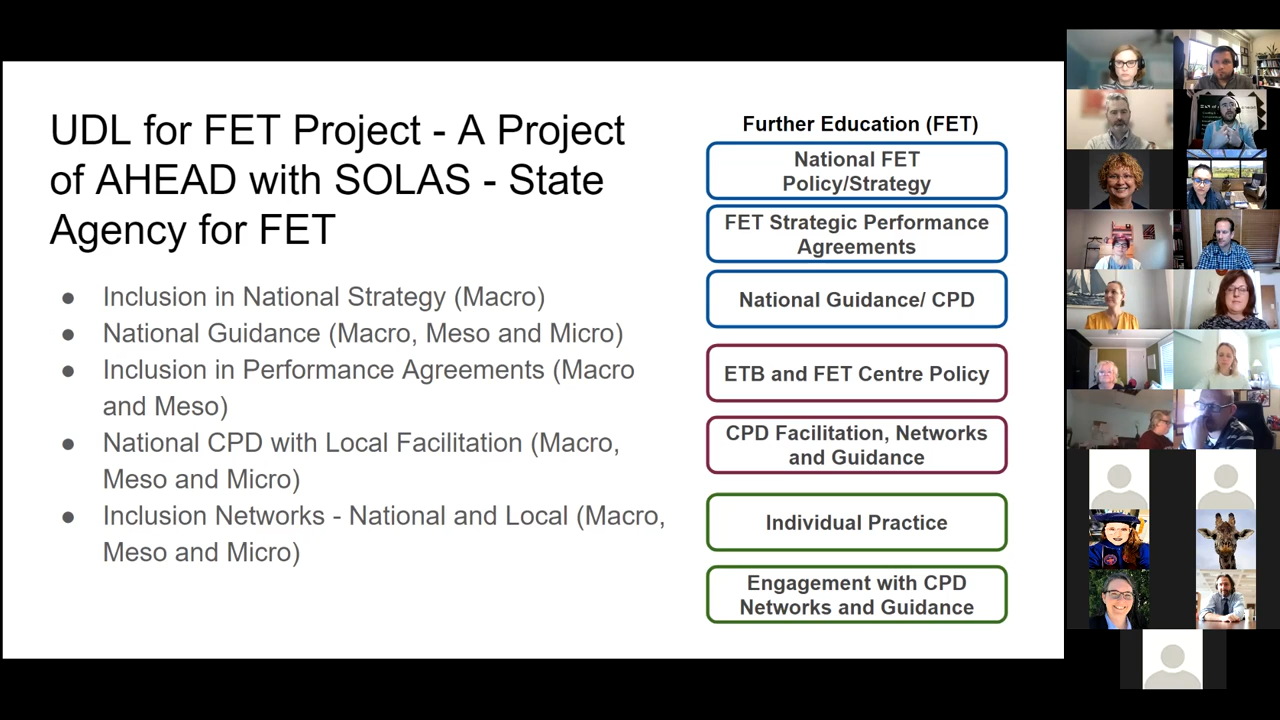 UDL for FET Project - A Project
of AHEAD with SOLAS - State
Agency for FET
● Inclusion in National Strategy (Macro)
● National Guidance (Macro, Meso and Micro)
● Inclusion in Performance Agreements (Macro
and Meso)
● National CPD with Local Facilitation (Macro,
Meso and Micro)
● Inclusion Networks - National and Local (Macro,
Meso and Micro)
Further Education (FET)
National FET
Policy/Strategy
FET Strategic Performance
Agreements
National Guidance/ CPD
ETB and FET Centre Policy
CPD Facilitation, Networks
and Guidance
Individual Practice
Engagement with CPD
Networks and Guidance